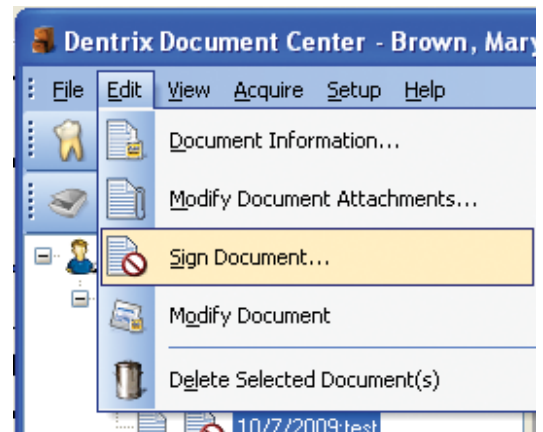 Dentrix Document Center - Brown, Mary
File Edit View Acquire Setup Help
Document Information...
Modify Document Attachments...
Sign Document...
Modify Document
Delete Selected Document(s)
10/7/2009:test